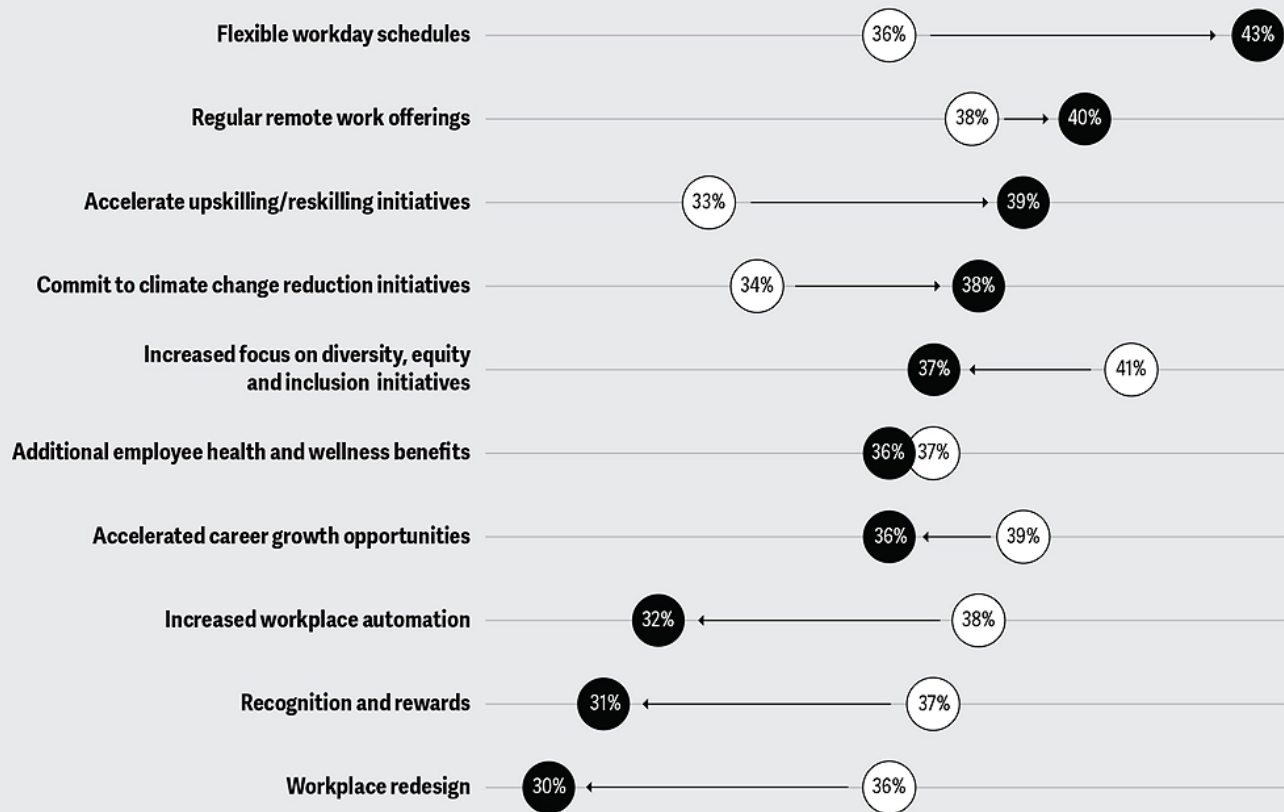 Flexible workday schedules 36% 43%
Regular remote work offerings 38% 40%
Accelerate upskilling/reskilling initiatives 33% 39%
Commit to climate change reduction initiatives 34% 38%
Increased focus on diversity, equity
and inclusion initiatives 37% 41%
Additional employee health and wellness benefits 36% 37%
Accelerated career growth opportunities 36% 39%
Increased workplace automation 32% 38%
Recognition and rewards 31% 37%
Workplace redesign 30% 36%